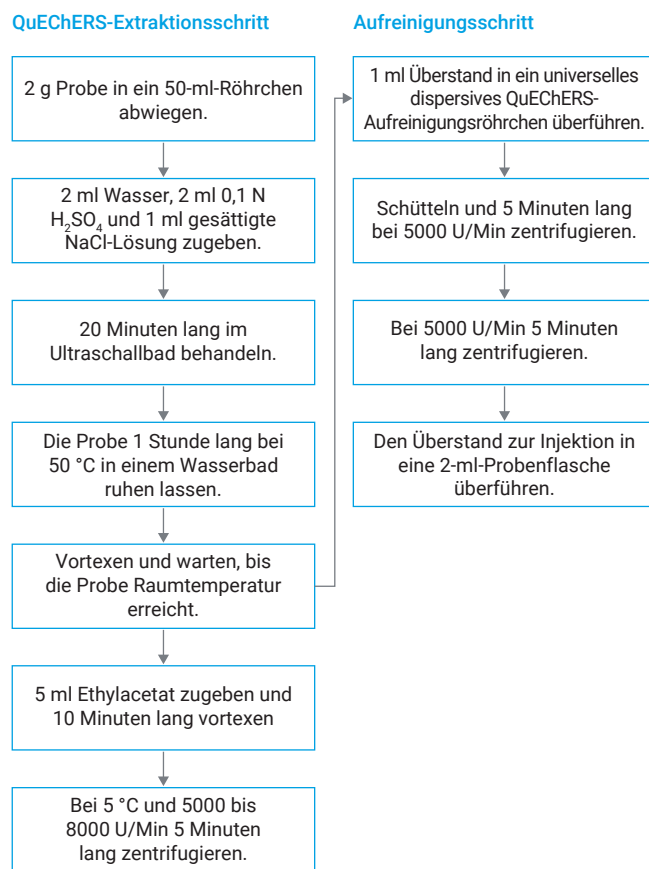 QuEChERS-Extraktionsschritt
2 g Probe in ein 50-ml-Röhrchen
abwiegen.
2 ml Wasser, 2 ml 0,1 N
H₂SO₄ und 1 ml gesättigte
NaCl-Lösung zugeben.
20 Minuten lang im
Ultraschallbad behandeln.
Die Probe 1 Stunde lang bei
50 °C in einem Wasserbad
ruhen lassen.
Vortexen und warten, bis
die Probe Raumtemperatur
erreicht.
5 ml Ethylacetat zugeben und
10 Minuten lang vortexen
Bei 5 °C und 5000 bis
8000 U/Min 5 Minuten
lang zentrifugieren.
Aufreinigungsschritt
1 ml Überstand in ein universelles
dispersives QuEChERS-
Aufreinigungsröhrchen überführen.
Schütteln und 5 Minuten lang
bei 5000 U/Min zentrifugieren.
Bei 5000 U/Min 5 Minuten
lang zentrifugieren.
Den Überstand zur Injektion in
eine 2-ml-Probenflasche
überführen.